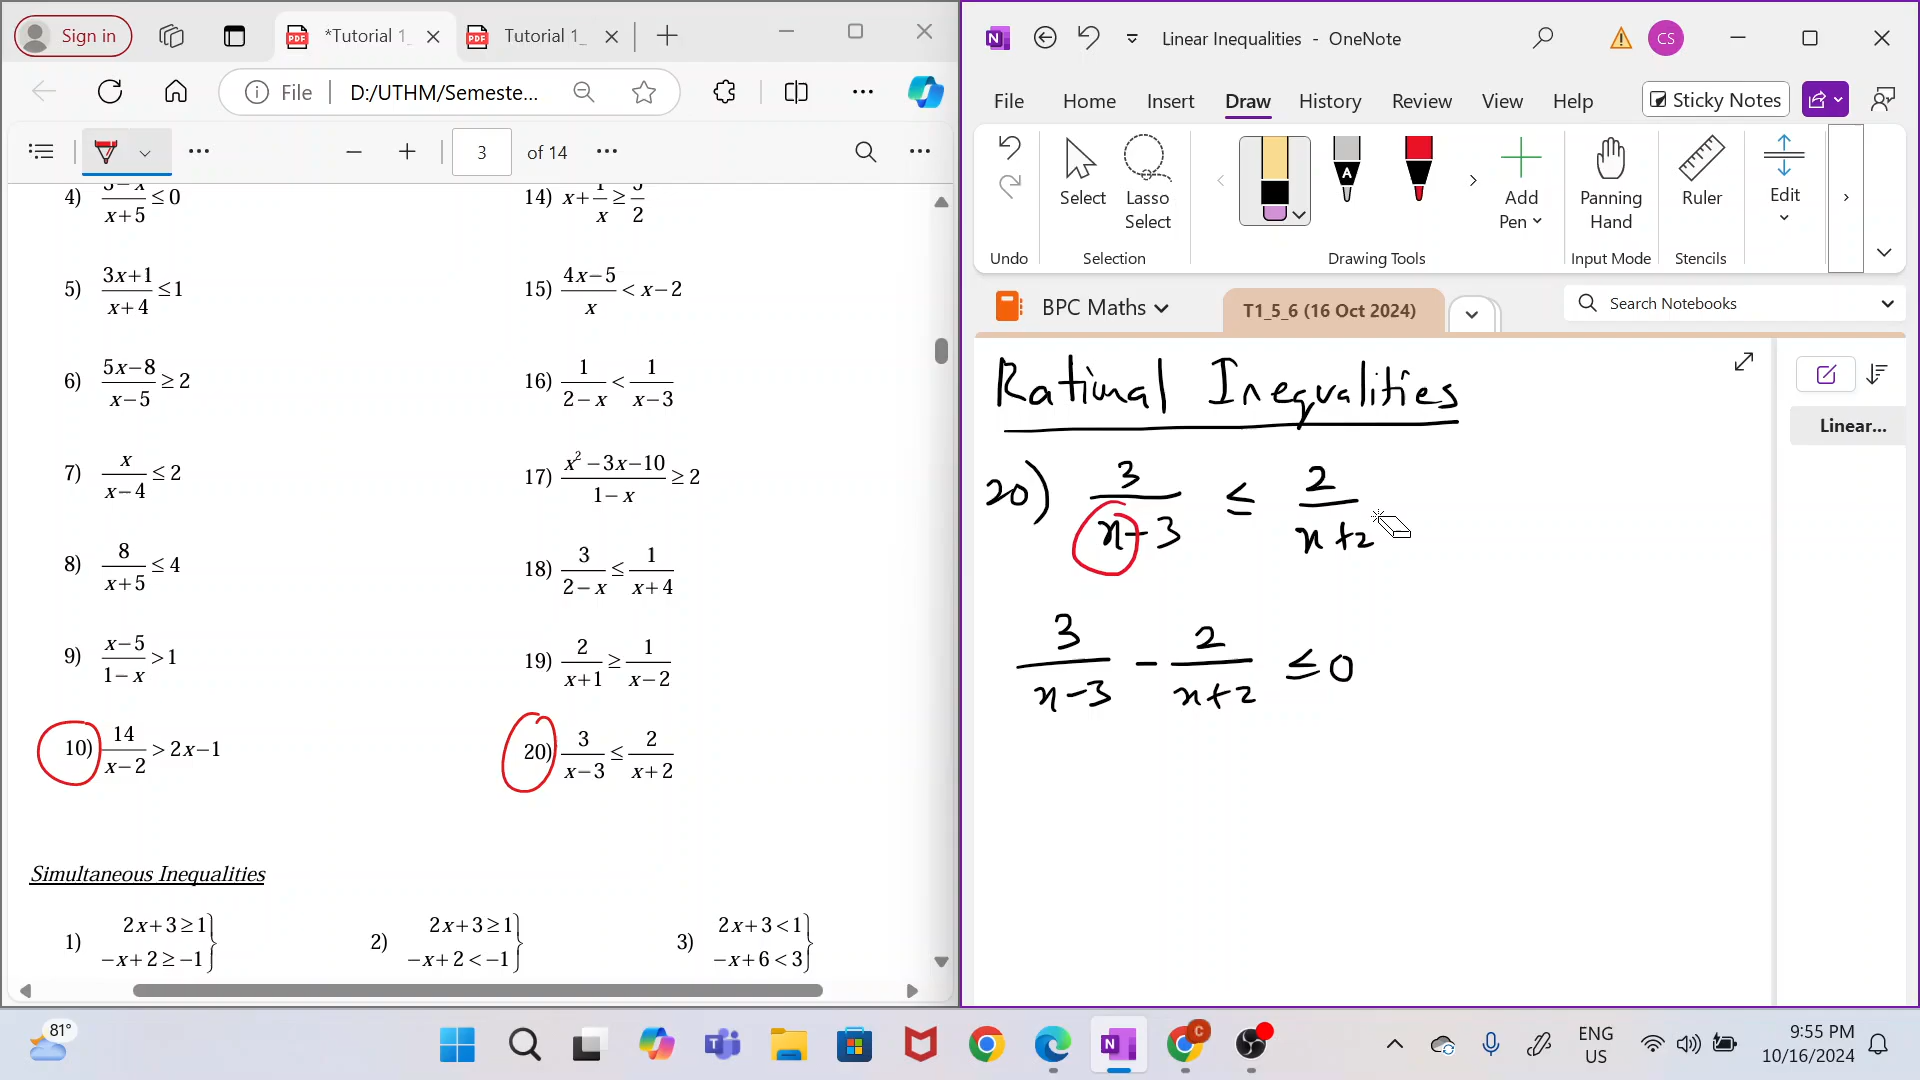 Sign in
*Tutorial 1_
Tutorial 1_
File
D:/UTHM/Semeste...
3 of 14
4) 3−x/x+5 ≤ 0
14) x + 1/x ≥ 5/2
5) 3x+1/x+4 ≤ 1
15) 4x−5/x < x−2
6) 5x−8/x−5 ≥ 2
16) 1/2−x < 1/x−3
7) x/x−4 ≤ 2
17) x²−3x−10/1−x ≥ 2
8) 8/x+5 ≤ 4
18) 3/2−x ≤ 1/x+4
9) x−5/1−x > 1
19) 2/x+1 ≥ 1/x−2
10) 14/x−2 > 2x−1
20) 3/x−3 ≤ 2/x+2
Simultaneous Inequalities
1) 2x+3≥1
−x+2≥−1
2) 2x+3≥1
−x+2<−1
3) 2x+3<1
−x+6<3
Linear Inequalities - OneNote
CS
File Home Insert Draw History Review View Help
Sticky Notes
Select
Lasso Select
A
Add Pen
Panning Hand
Ruler
Edit
Undo
Selection
Drawing Tools
Input Mode
Stencils
BPC Maths
T1_5_6 (16 Oct 2024)
Search Notebooks
Linear...
Rational Inequalities
20) 3/x−3 ≤ 2/x+2
3/x−3 − 2/x+2 ≤ 0
81°
ENG
US
9:55 PM
10/16/2024